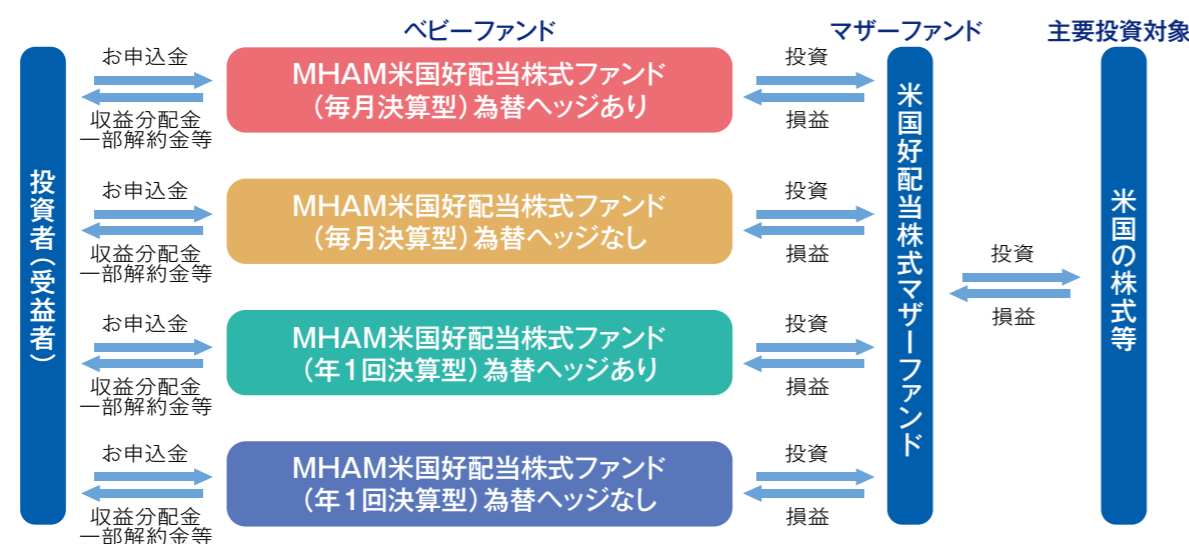 ベビーファンド
マザーファンド
主要投資対象
投資者(受益者)
お申込金
収益分配金
一部解約金等
MHAM米国好配当株式ファンド
(毎月決算型)為替ヘッジあり
投資
損益
お申込金
収益分配金
一部解約金等
MHAM米国好配当株式ファンド
(毎月決算型)為替ヘッジなし
投資
損益
お申込金
収益分配金
一部解約金等
MHAM米国好配当株式ファンド
(年1回決算型)為替ヘッジあり
投資
損益
お申込金
収益分配金
一部解約金等
MHAM米国好配当株式ファンド
(年1回決算型)為替ヘッジなし
投資
損益
米国好配当株式マザーファンド
投資
損益
米国の株式等